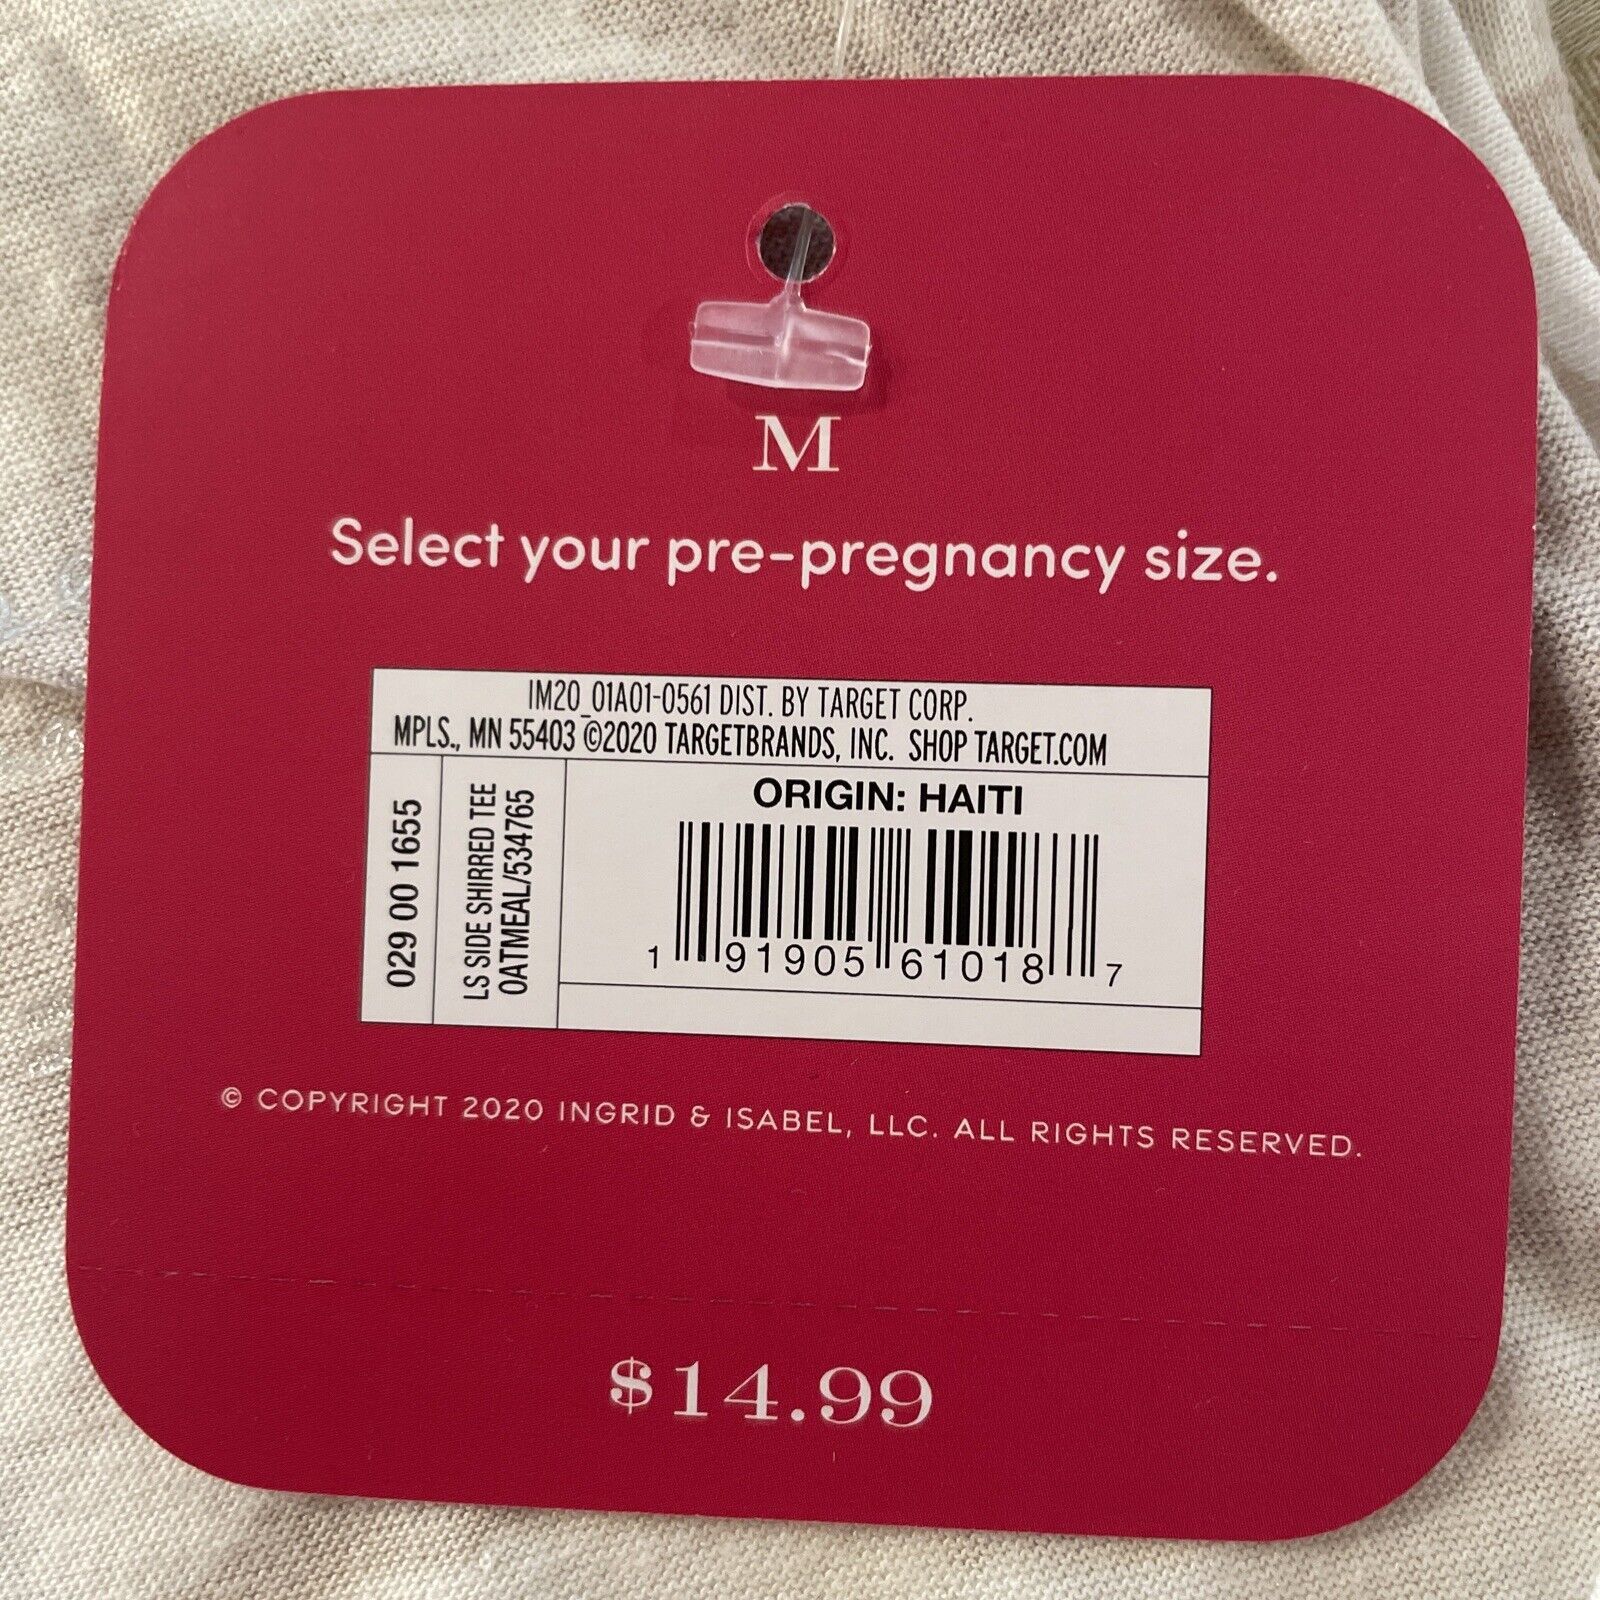 M
Select your pre-pregnancy size.
IM20_01A01-0561 DIST. BY TARGET CORP.
MPLS., MN 55403 ©2020 TARGETBRANDS, INC. SHOP TARGET.COM
029 00 1655
LS SIDE SHIRRED TEE
OATMEAL/534765
ORIGIN: HAITI
1 91905 61018 7
© COPYRIGHT 2020 INGRID & ISABEL, LLC. ALL RIGHTS RESERVED.
$14.99